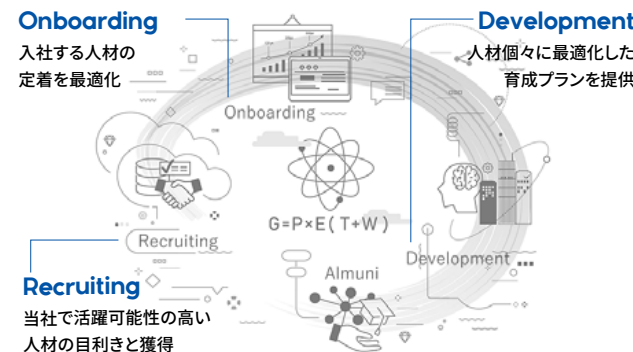 Onboarding
入社する人材の
定着を最適化
Development
人材個々に最適化した
育成プランを提供
Onboarding
G=P×E(T+W)
Recruiting
Almuni
Development
Recruiting
当社で活躍可能性の高い
人材の目利きと獲得